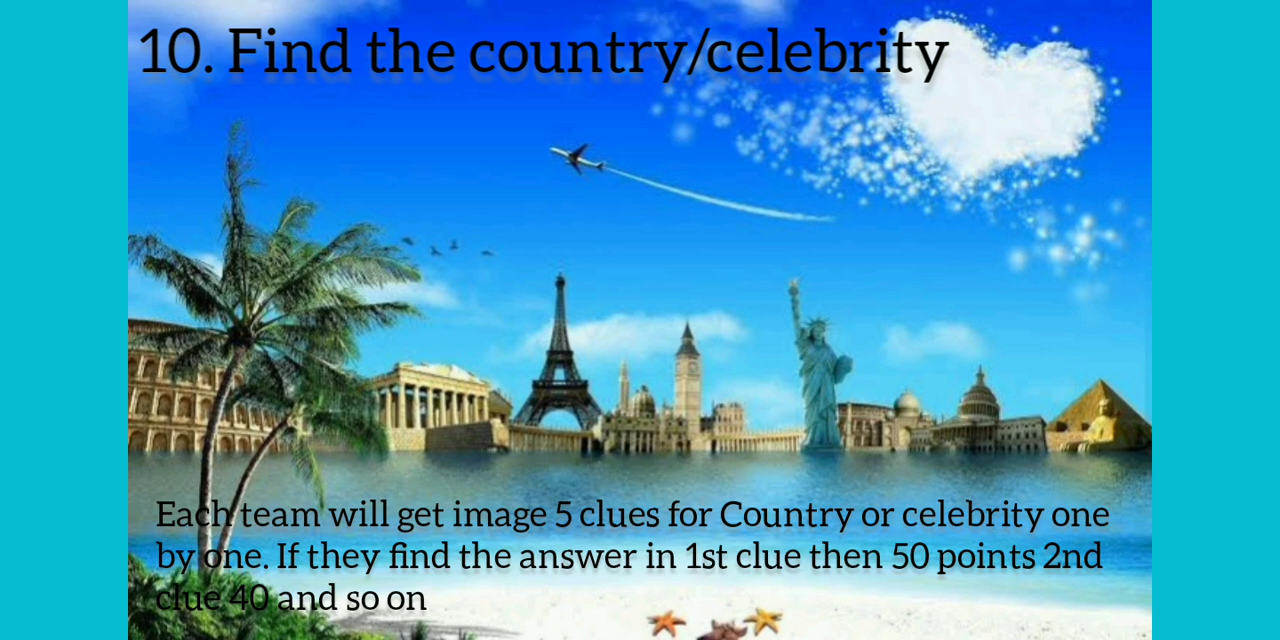 10. Find the country/celebrity
Each team will get image 5 clues for Country or celebrity one
by one. If they find the answer in 1st clue then 50 points 2nd
clue 40 and so on